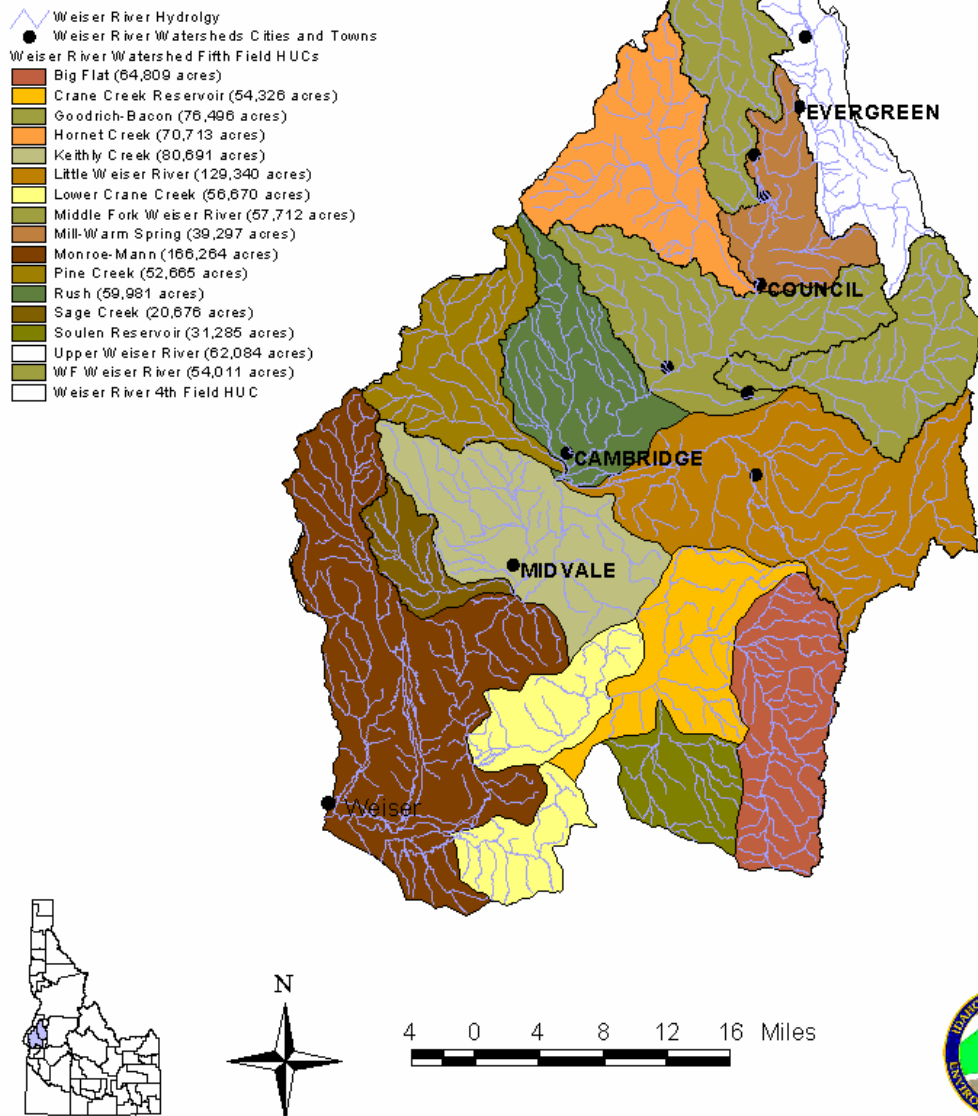 Weiser River Hydrolgy
Weiser River Watersheds Cities and Towns
Weiser River Watershed Fifth Field HUCs
Big Flat (64,809 acres)
Crane Creek Reservoir (54,326 acres)
Goodrich-Bacon (76,496 acres)
Hornet Creek (70,713 acres)
Keithly Creek (80,691 acres)
Little Weiser River (129,340 acres)
Lower Crane Creek (56,670 acres)
Middle Fork Weiser River (57,712 acres)
Mill-Warm Spring (39,297 acres)
Monroe-Mann (166,264 acres)
Pine Creek (52,665 acres)
Rush (59,981 acres)
Sage Creek (20,676 acres)
Soulen Reservoir (31,285 acres)
Upper Weiser River (62,084 acres)
WF Weiser River (54,011 acres)
Weiser River 4th Field HUC
EVERGREEN
COUNCIL
CAMBRIDGE
MIDVALE
Weiser
N
4 0 4 8 12 16 Miles
IDAHO
ENVIRO